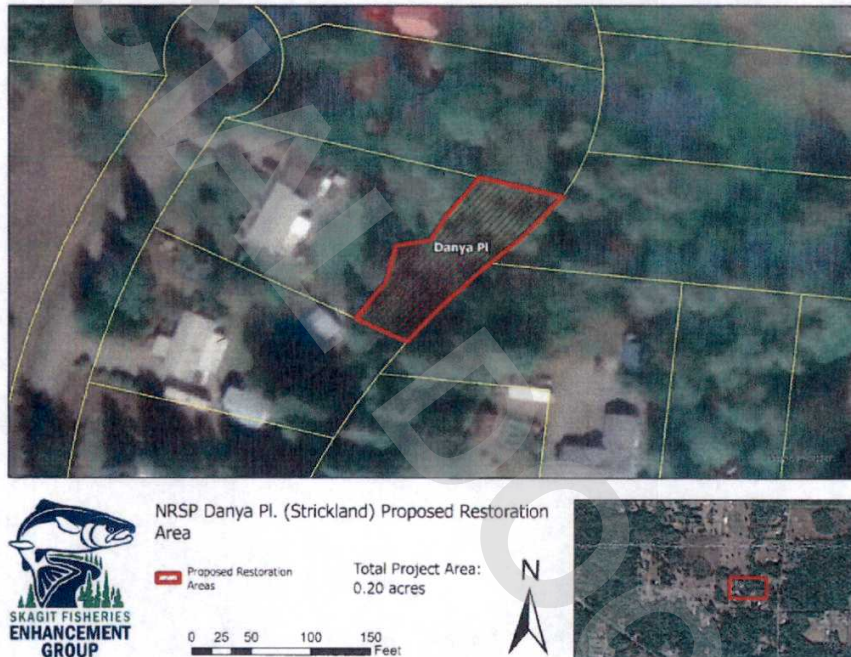 Danya Pl
NRSP Danya Pl. (Strickland) Proposed Restoration
Area
Proposed Restoration
Areas
Total Project Area:
0.20 acres
N
0 25 50 100 150
Feet
SKAGIT FISHERIES
ENHANCEMENT
GROUP